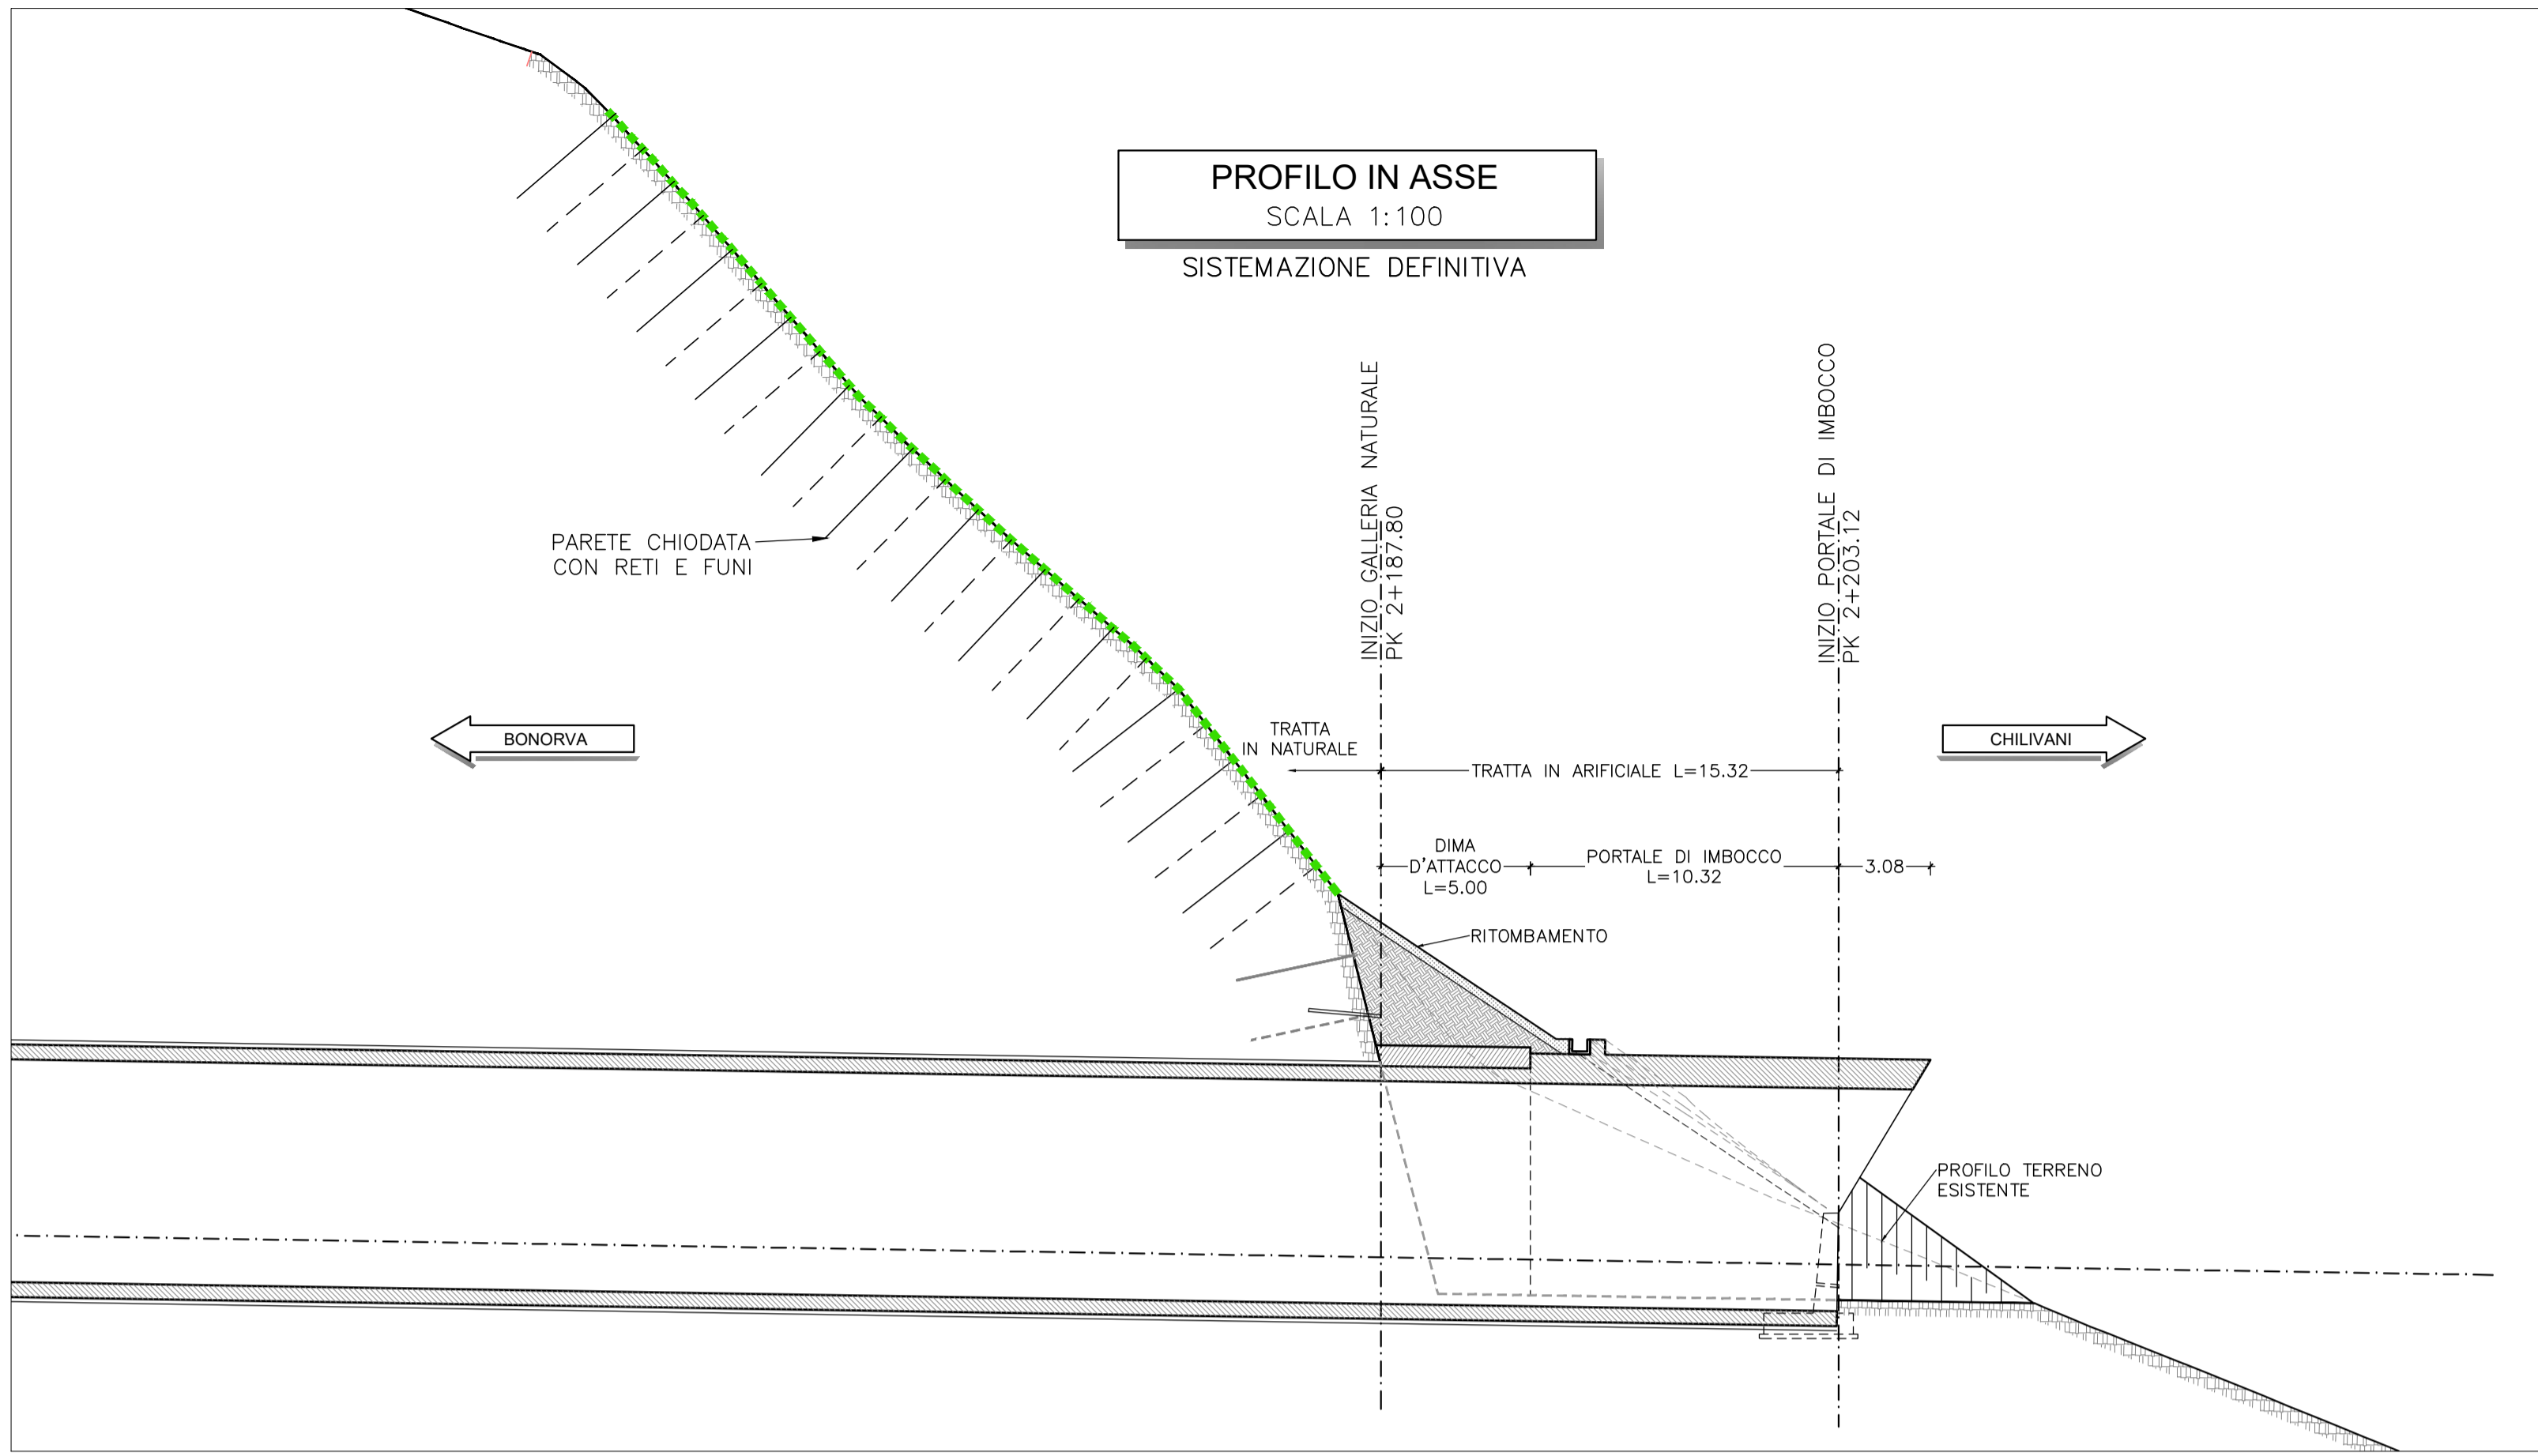 PROFILO IN ASSE
SCALA 1:100
SISTEMAZIONE DEFINITIVA
INIZIO GALLERIA NATURALE
PK 2+187.80
INIZIO PORTALE DI IMBOCCO
PK 2+203.12
PARETE CHIODATA
CON RETI E FUNI
BONORVA
TRATTA
IN NATURALE
TRATTA IN ARIFICIALE L=15.32
CHILIVANI
DIMA
D'ATTACCO
L=5.00
PORTALE DI IMBOCCO
L=10.32
3.08
RITOMBAMENTO
PROFILO TERRENO
ESISTENTE